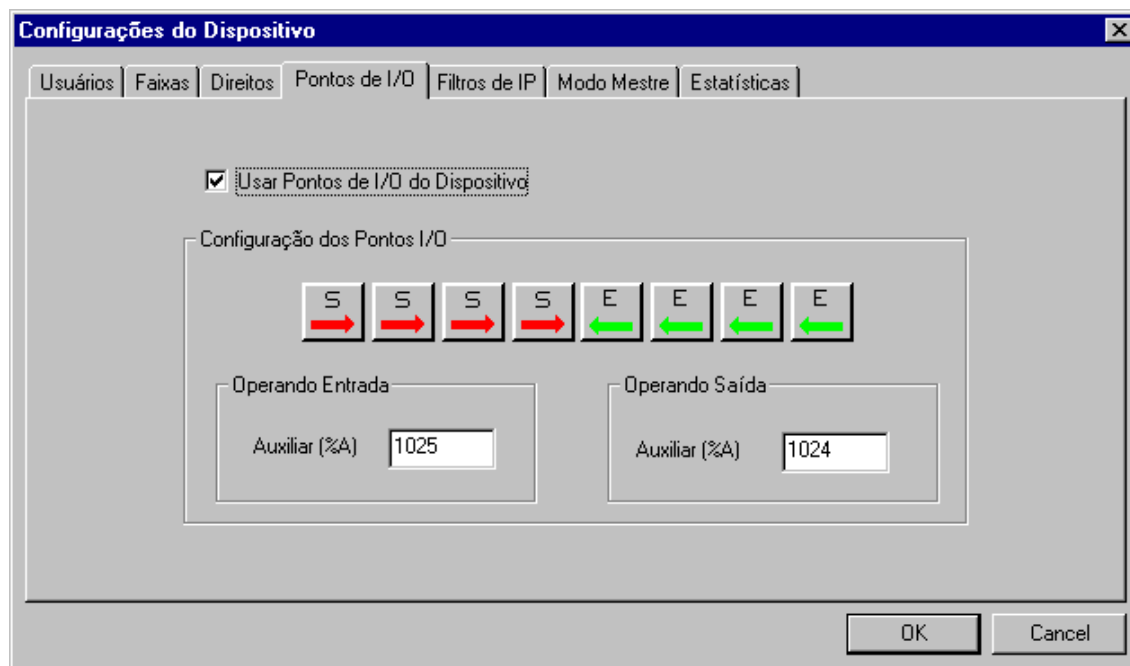 Configurações do Dispositivo
Usuários Faixas Direitos Pontos de I/O Filtros de IP Modo Mestre Estatísticas
Usar Pontos de I/O do Dispositivo
Configuração dos Pontos I/O
S S S S E E E E
Operando Entrada Operando Saída
Auxiliar (%A) 1025 Auxiliar (%A) 1024
OK Cancel